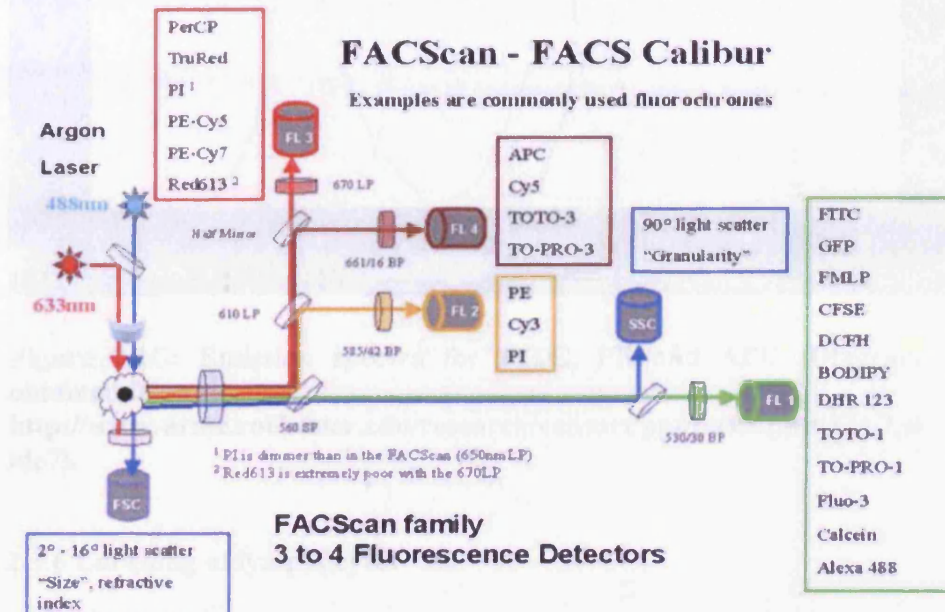 FACScan - FACS Calibur
Examples are commonly used fluorochromes
PerCP
TruRed
PI 1
PE-Cy5
PE-Cy7
Red613 2
Argon
Laser
488nm
633nm
FL 3
670 LP
Half Mirror
661/16 BP
FL 4
APC
Cy5
TOTO-3
TO-PRO-3
610 LP
585/42 BP
FL 2
PE
Cy3
PI
90° light scatter
"Granularity"
SSC
560 BP
530/30 BP
FL 1
FITC
GFP
FMLP
CFSE
DCFH
BODIPY
DHR 123
TOTO-1
TO-PRO-1
Fluo-3
Calcein
Alexa 488
1 PI is dimmer than in the FACScan (650nm LP)
2 Red613 is extremely poor with the 670LP
FSC
2° - 16° light scatter
"Size", refractive
index
FACScan family
3 to 4 Fluorescence Detectors